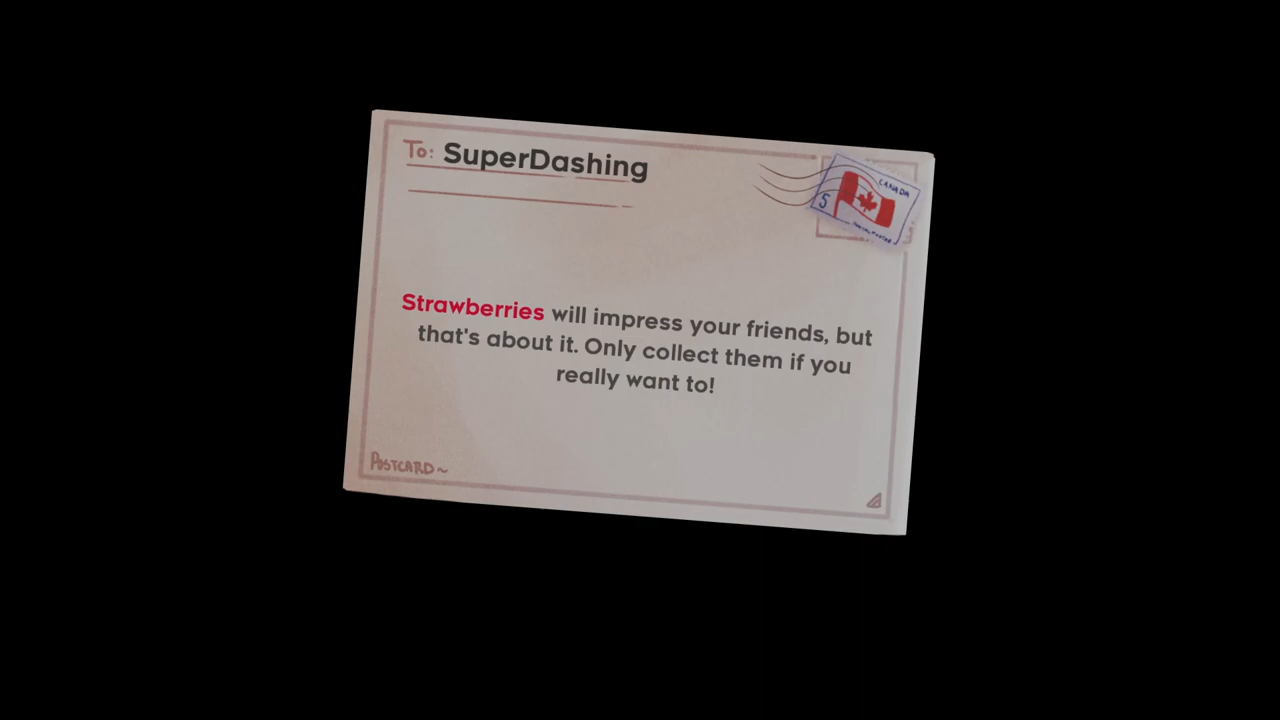 To: SuperDashing
CANADA
5
Strawberries will impress your friends, but
that's about it. Only collect them if you
really want to!
POSTCARD~